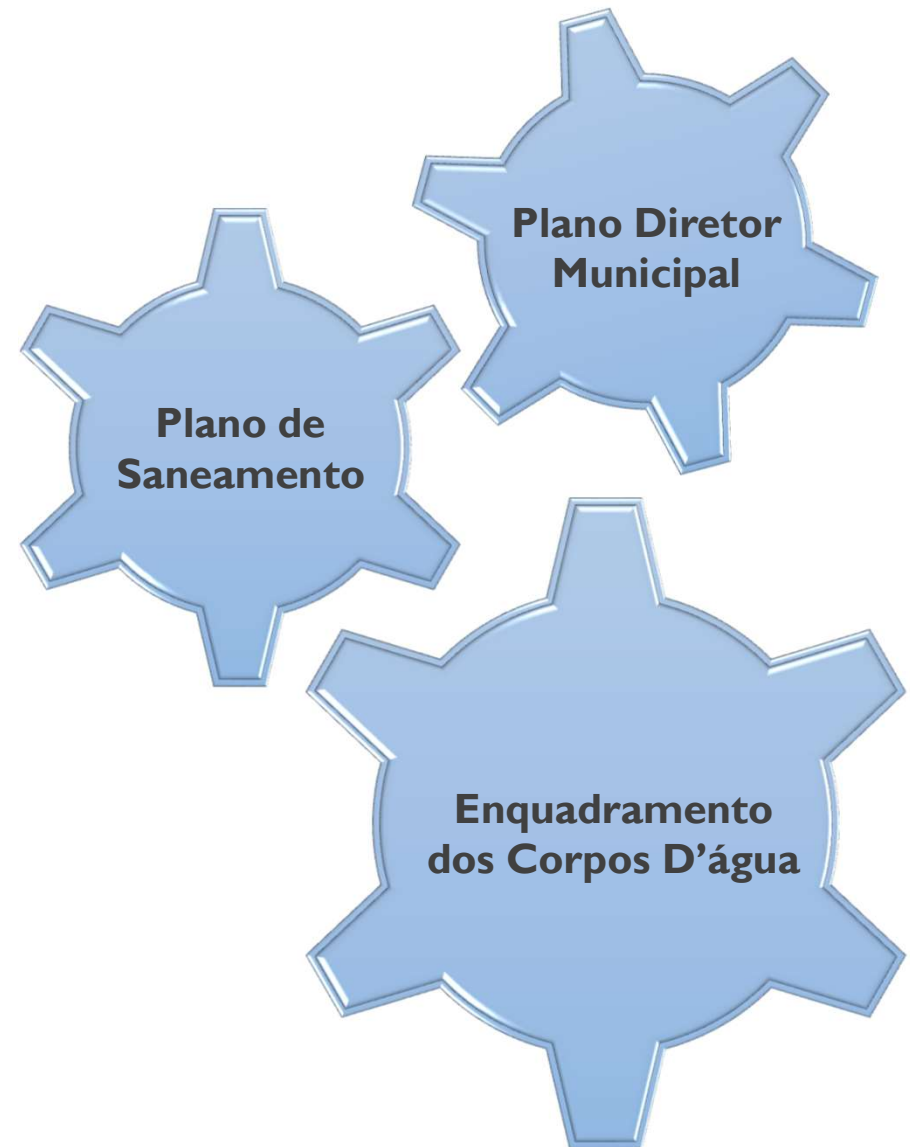 Plano Diretor
Municipal
Plano de
Saneamento
Enquadramento
dos Corpos D’água